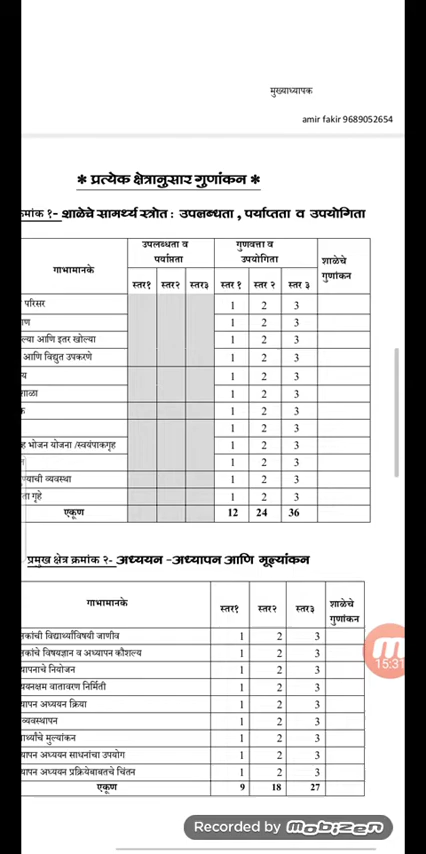 मुख्याध्यापक
amir fakir 9689052654
* प्रत्येक क्षेत्रानुसार गुणांकन *
मांक १- शाळेचे सामर्थ्य स्त्रोत : उपलब्धता , पर्याप्तता व उपयोगिता
गाभामानके उपलब्धता व पर्याप्तता गुणवत्ता व उपयोगिता शाळेचे गुणांकन
स्तर१ स्तर२ स्तर३ स्तर १ स्तर २ स्तर ३
परिसर 1 2 3
ण 1 2 3
ल्या आणि इतर खोल्या 1 2 3
आणि विद्युत उपकरणे 1 2 3
य 1 2 3
शाळा 1 2 3
क 1 2 3
1 2 3
ह भोजन योजना /स्वयंपाकगृह 1 2 3
1 2 3
याची व्यवस्था 1 2 3
ता गृहे 1 2 3
एकूण 12 24 36
प्रमुख क्षेत्र क्रमांक २- अध्ययन -अध्यापन आणि मूल्यांकन
गाभामानके स्तर१ स्तर२ स्तर३ शाळेचे गुणांकन
कांची विद्यार्थ्यांविषयी जाणीव 1 2 3
कांचे विषयज्ञान व अध्यापन कौशल्य 1 2 3
यापनाचे नियोजन 1 2 3
ययनक्षम वातावरण निर्मिती 1 2 3
यापन अध्ययन क्रिया 1 2 3
व्यवस्थापन 1 2 3
ार्थ्यांचे मुल्यांकन 1 2 3
यापन अध्ययन साधनांचा उपयोग 1 2 3
यापन अध्ययन प्रक्रियेबाबतचे चिंतन 1 2 3
एकूण 9 18 27
15:31
Recorded by Mobizen